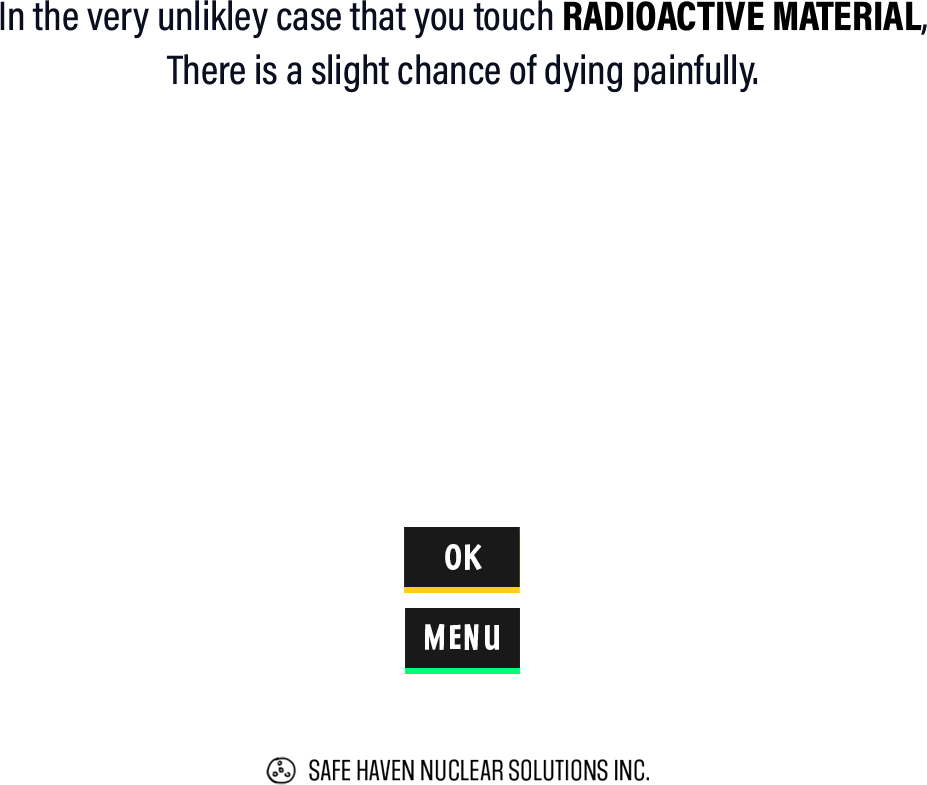 In the very unlikley case that you touch RADIOACTIVE MATERIAL,
There is a slight chance of dying painfully.
OK
MENU
SAFE HAVEN NUCLEAR SOLUTIONS INC.